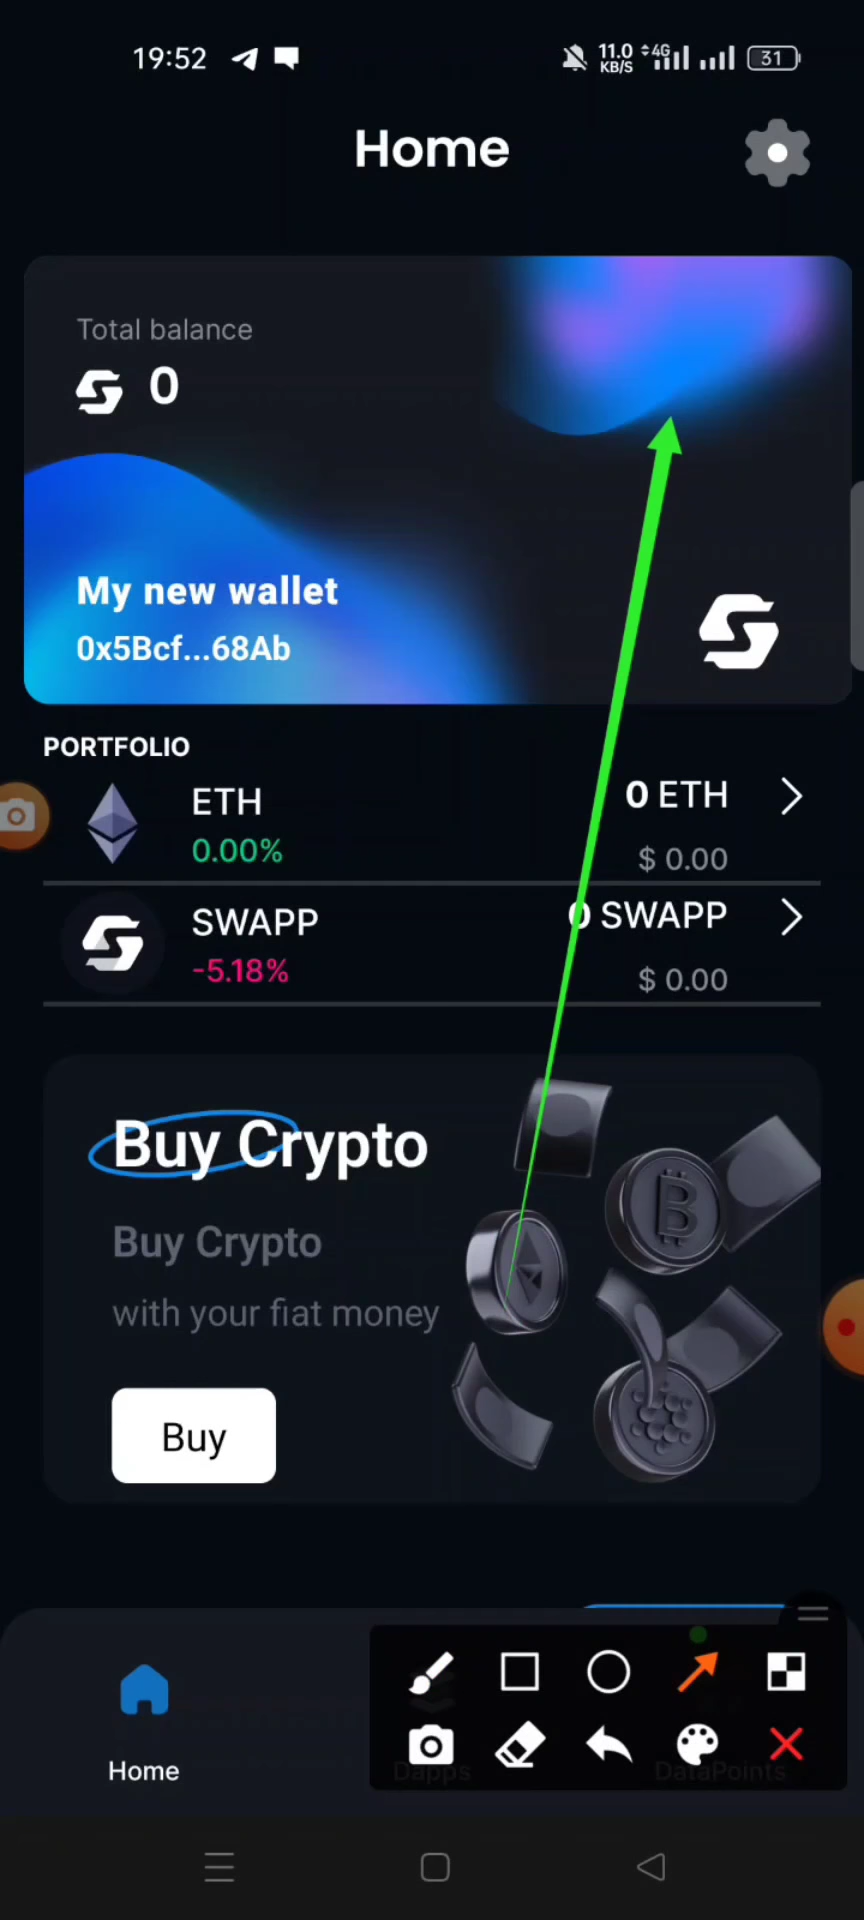 19:52
11.0
KB/S
4G
31
Home
Total balance
0
My new wallet
0x5Bcf...68Ab
PORTFOLIO
ETH
0 ETH
0.00%
$ 0.00
SWAPP
0 SWAPP
-5.18%
$ 0.00
Buy Crypto
Buy Crypto
with your fiat money
Buy
Home
Dapps
DataPoints